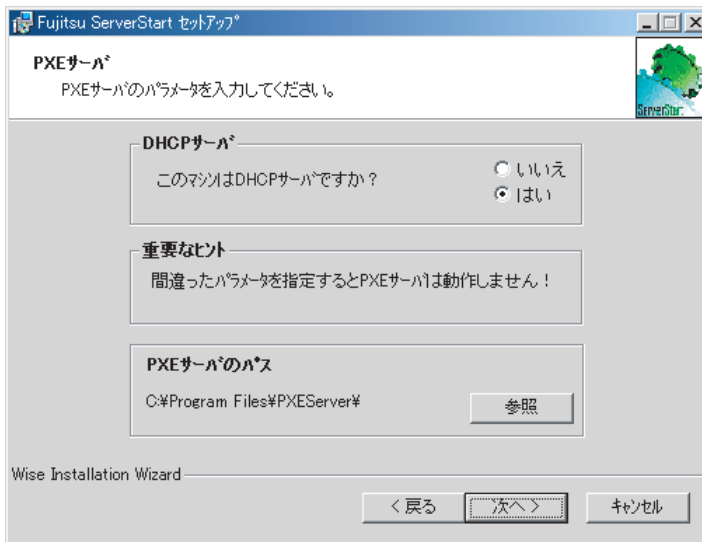 Fujitsu ServerStart ｾｯﾄｱｯﾌﾟ
PXEｻｰﾊﾞ
PXEｻｰﾊﾞのﾊﾟﾗﾒｰﾀを入力してください。
ServerStart
DHCPｻｰﾊﾞ
このﾏｼﾝはDHCPｻｰﾊﾞですか？
いいえ
はい
重要なﾋﾝﾄ
間違ったﾊﾟﾗﾒｰﾀを指定するとPXEｻｰﾊﾞは動作しません！
PXEｻｰﾊﾞのﾊﾟｽ
C:¥Program Files¥PXEServer¥
参照
Wise Installation Wizard
< 戻る
次へ >
ｷｬﾝｾﾙ